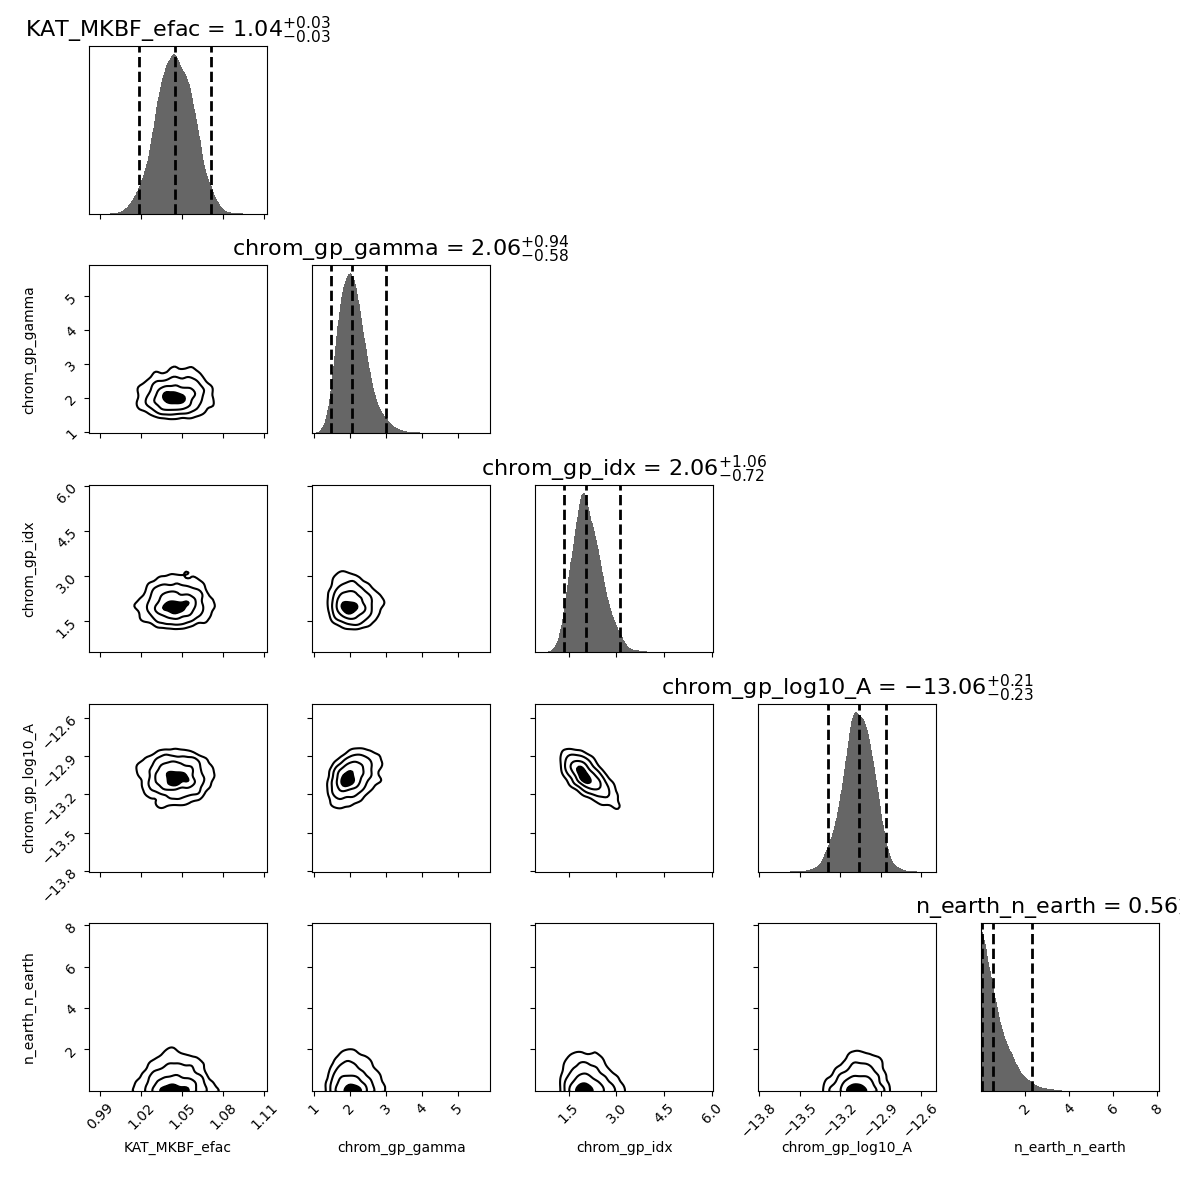 KAT_MKBF_efac = 1.04+0.03−0.03
chrom_gp_gamma = 2.06+0.94−0.58
chrom_gp_gamma
5
4
3
2
1
chrom_gp_idx = 2.06+1.06−0.72
chrom_gp_idx
6.0
4.5
3.0
1.5
chrom_gp_log10_A = −13.06+0.21−0.23
chrom_gp_log10_A
−12.6
−12.9
−13.2
−13.5
−13.8
n_earth_n_earth = 0.56
n_earth_n_earth
8
6
4
2
0.99 1.02 1.05 1.08 1.11
1 2 3 4 5
1.5 3.0 4.5 6.0
−13.8 −13.5 −13.2 −12.9 −12.6
2 4 6 8
KAT_MKBF_efac
chrom_gp_gamma
chrom_gp_idx
chrom_gp_log10_A
n_earth_n_earth